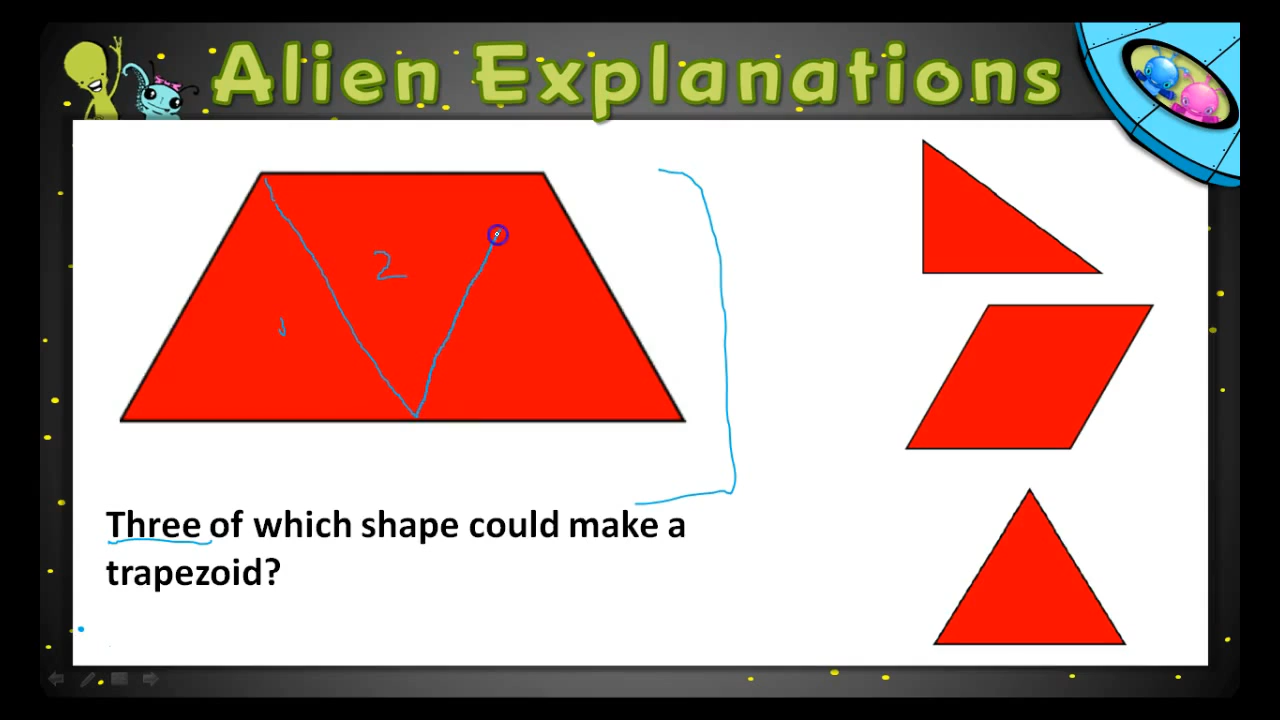 Alien Explanations
2
1
Three of which shape could make a
trapezoid?